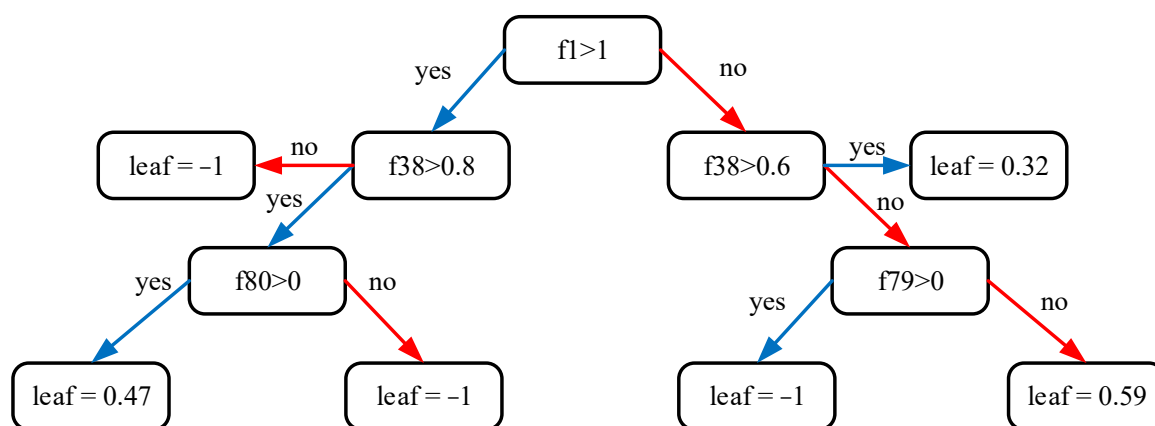 f1>1
yes
no
leaf = –1
no
f38>0.8
f38>0.6
yes
leaf = 0.32
yes
no
yes
f80>0
no
yes
f79>0
no
leaf = 0.47
leaf = –1
leaf = –1
leaf = 0.59